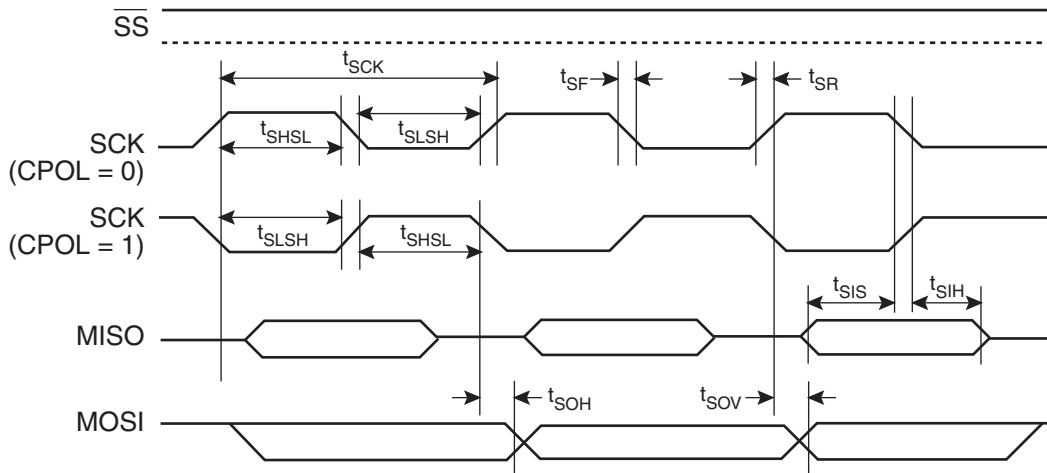 SS
tSCK
tSF
tSR
SCK
(CPOL = 0)
tSHSL
tSLSH
SCK
(CPOL = 1)
tSLSH
tSHSL
tSIS
tSIH
MISO
tSOH
tSOV
MOSI